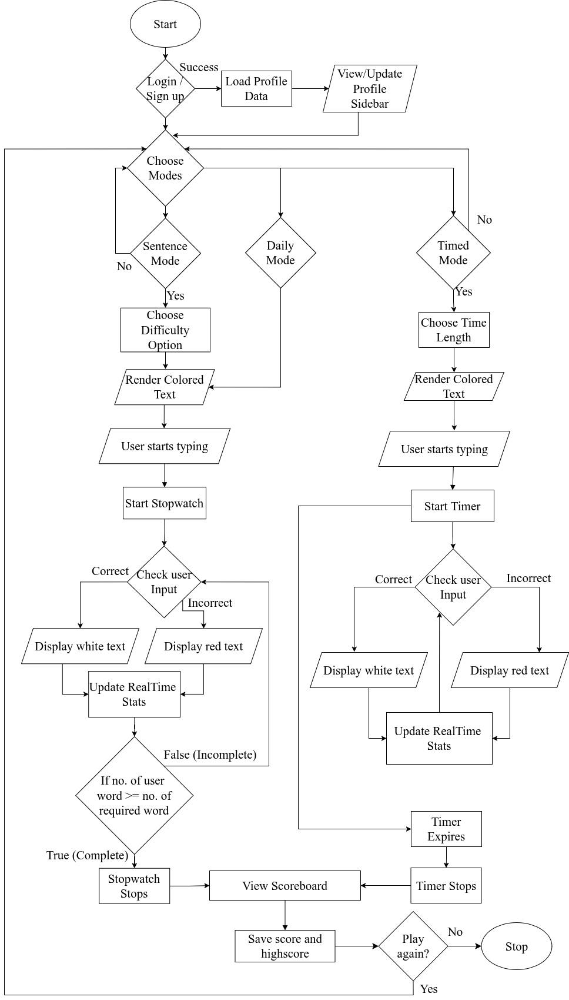 Start
Success
Login /
Sign up
Load Profile
Data
View/Update
Profile
Sidebar
Choose
Modes
No
Sentence
Mode
No
Daily
Mode
Timed
Mode
Yes
Yes
Choose
Difficulty
Option
Choose Time
Length
Render Colored
Text
Render Colored
Text
User starts typing
User starts typing
Start Stopwatch
Start Timer
Correct
Check user
Input
Incorrect
Correct
Check user
Input
Incorrect
Display white text
Display red text
Display white text
Display red text
Update RealTime
Stats
Update RealTime
Stats
False (Incomplete)
If no. of user
word >= no. of
required word
Timer
Expires
True (Complete)
Stopwatch
Stops
View Scoreboard
Timer Stops
Save score and
highscore
Play
again?
No
Stop
Yes